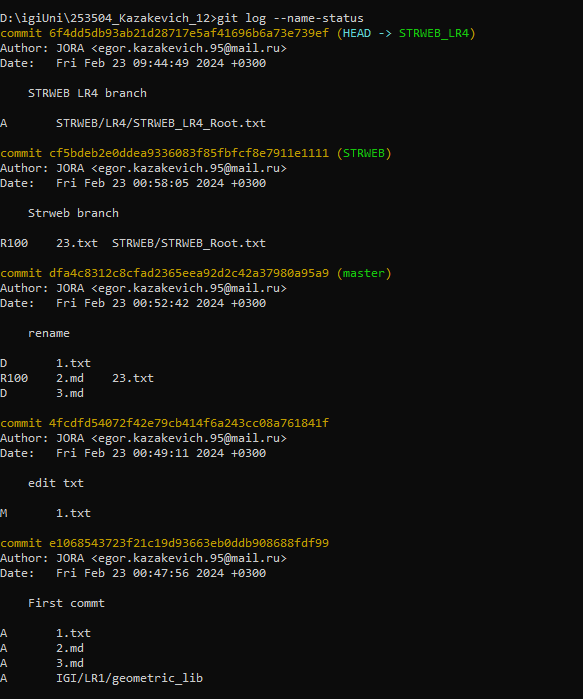 D:\igiUni\253504_Kazakevich_12>git log --name-status
commit 6f4dd5db93ab21d28717e5af41696b6a73e739ef (HEAD -> STRWEB_LR4)
Author: JORA <egor.kazakevich.95@mail.ru>
Date:   Fri Feb 23 09:44:49 2024 +0300
STRWEB LR4 branch
A       STRWEB/LR4/STRWEB_LR4_Root.txt
commit cf5bdeb2e0ddea9336083f85fbfcf8e7911e1111 (STRWEB)
Author: JORA <egor.kazakevich.95@mail.ru>
Date:   Fri Feb 23 00:58:05 2024 +0300
Strweb branch
R100    23.txt  STRWEB/STRWEB_Root.txt
commit dfa4c8312c8cfad2365eea92d2c42a37980a95a9 (master)
Author: JORA <egor.kazakevich.95@mail.ru>
Date:   Fri Feb 23 00:52:42 2024 +0300
rename
D       1.txt
R100    2.md    23.txt
D       3.md
commit 4fcdfd54072f42e79cb414f6a243cc08a761841f
Author: JORA <egor.kazakevich.95@mail.ru>
Date:   Fri Feb 23 00:49:11 2024 +0300
edit txt
M       1.txt
commit e1068543723f21c19d93663eb0ddb908688fdf99
Author: JORA <egor.kazakevich.95@mail.ru>
Date:   Fri Feb 23 00:47:56 2024 +0300
First commt
A       1.txt
A       2.md
A       3.md
A       IGI/LR1/geometric_lib